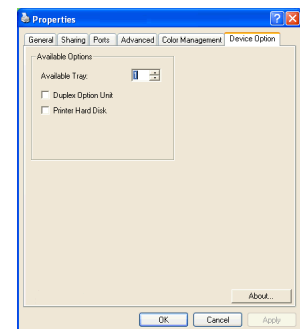 Properties
General Sharing Ports Advanced Color Management Device Option
Available Options
Available Tray: 1
Duplex Option Unit
Printer Hard Disk
About...
OK Cancel Apply